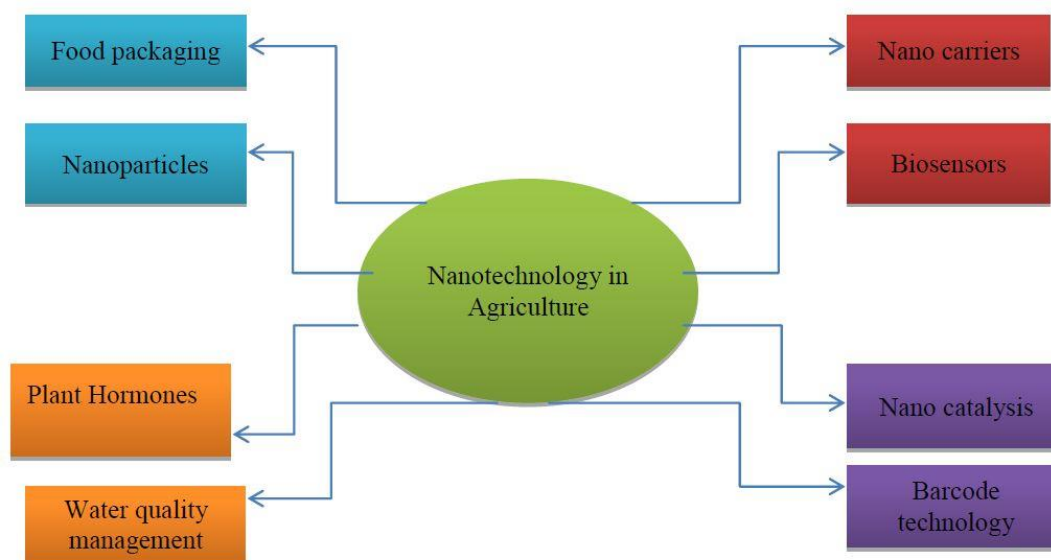 Food packaging
Nano carriers
Nanoparticles
Biosensors
Nanotechnology in
Agriculture
Plant Hormones
Nano catalysis
Water quality
management
Barcode
technology